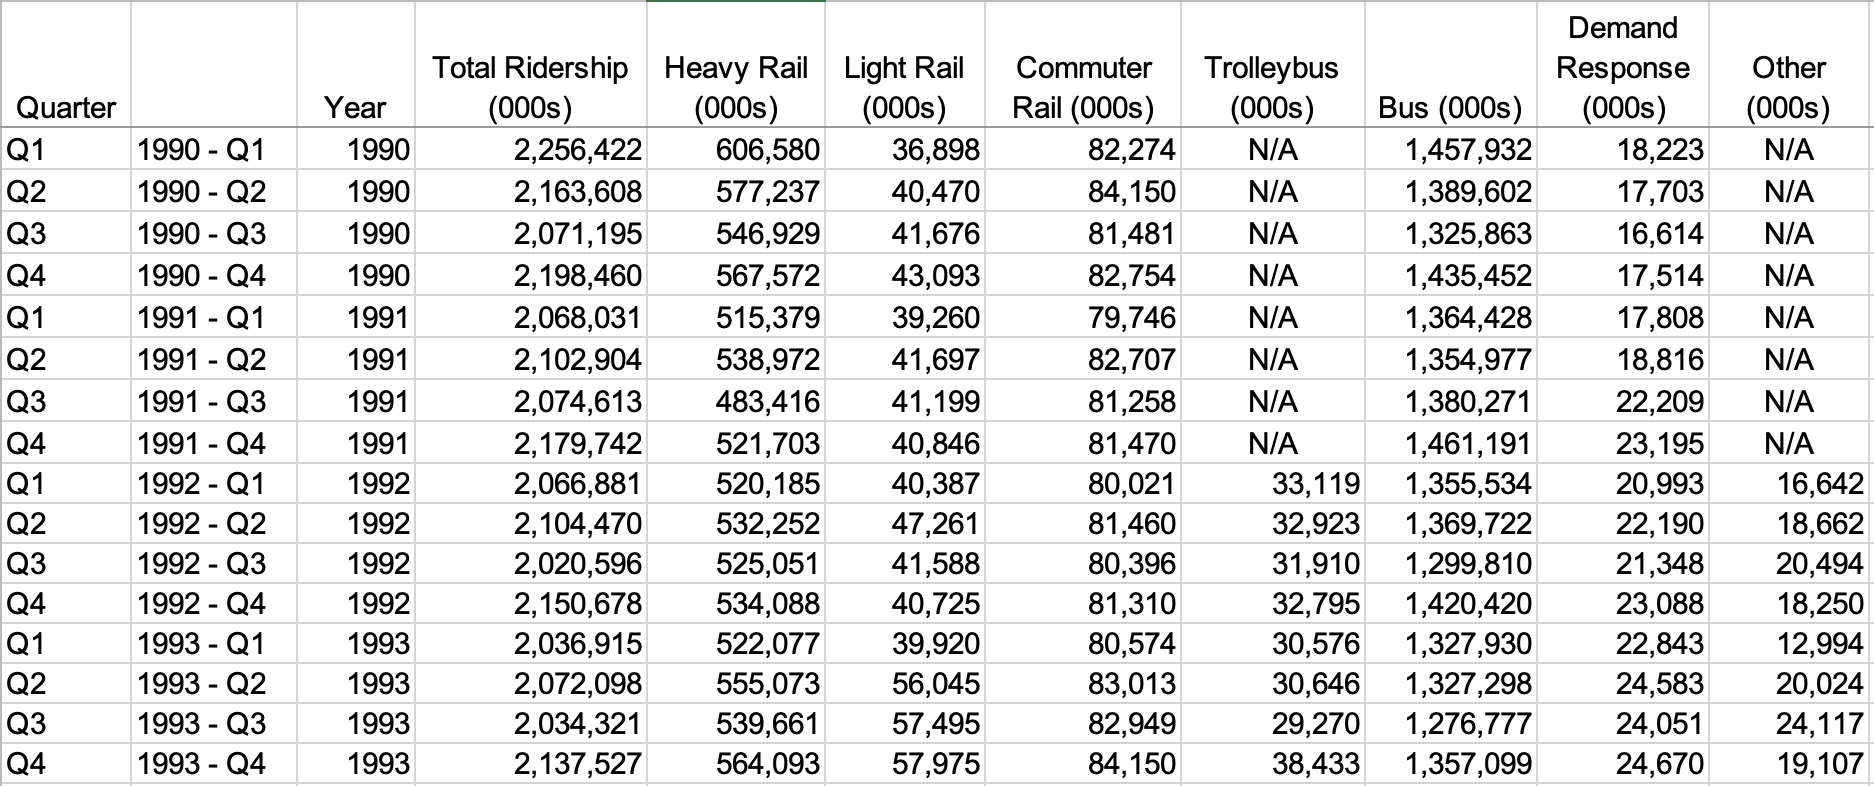 Quarter Year Total Ridership (000s) Heavy Rail (000s) Light Rail (000s) Commuter Rail (000s) Trolleybus (000s) Bus (000s) Demand Response (000s) Other (000s)
Q1 1990 - Q1 1990 2,256,422 606,580 36,898 82,274 N/A 1,457,932 18,223 N/A
Q2 1990 - Q2 1990 2,163,608 577,237 40,470 84,150 N/A 1,389,602 17,703 N/A
Q3 1990 - Q3 1990 2,071,195 546,929 41,676 81,481 N/A 1,325,863 16,614 N/A
Q4 1990 - Q4 1990 2,198,460 567,572 43,093 82,754 N/A 1,435,452 17,514 N/A
Q1 1991 - Q1 1991 2,068,031 515,379 39,260 79,746 N/A 1,364,428 17,808 N/A
Q2 1991 - Q2 1991 2,102,904 538,972 41,697 82,707 N/A 1,354,977 18,816 N/A
Q3 1991 - Q3 1991 2,074,613 483,416 41,199 81,258 N/A 1,380,271 22,209 N/A
Q4 1991 - Q4 1991 2,179,742 521,703 40,846 81,470 N/A 1,461,191 23,195 N/A
Q1 1992 - Q1 1992 2,066,881 520,185 40,387 80,021 33,119 1,355,534 20,993 16,642
Q2 1992 - Q2 1992 2,104,470 532,252 47,261 81,460 32,923 1,369,722 22,190 18,662
Q3 1992 - Q3 1992 2,020,596 525,051 41,588 80,396 31,910 1,299,810 21,348 20,494
Q4 1992 - Q4 1992 2,150,678 534,088 40,725 81,310 32,795 1,420,420 23,088 18,250
Q1 1993 - Q1 1993 2,036,915 522,077 39,920 80,574 30,576 1,327,930 22,843 12,994
Q2 1993 - Q2 1993 2,072,098 555,073 56,045 83,013 30,646 1,327,298 24,583 20,024
Q3 1993 - Q3 1993 2,034,321 539,661 57,495 82,949 29,270 1,276,777 24,051 24,117
Q4 1993 - Q4 1993 2,137,527 564,093 57,975 84,150 38,433 1,357,099 24,670 19,107